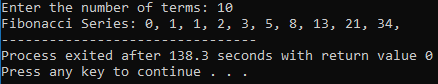 Enter the number of terms: 10
Fibonacci Series: 0, 1, 1, 2, 3, 5, 8, 13, 21, 34,
--------------------------------
Process exited after 138.3 seconds with return value 0
Press any key to continue . . .